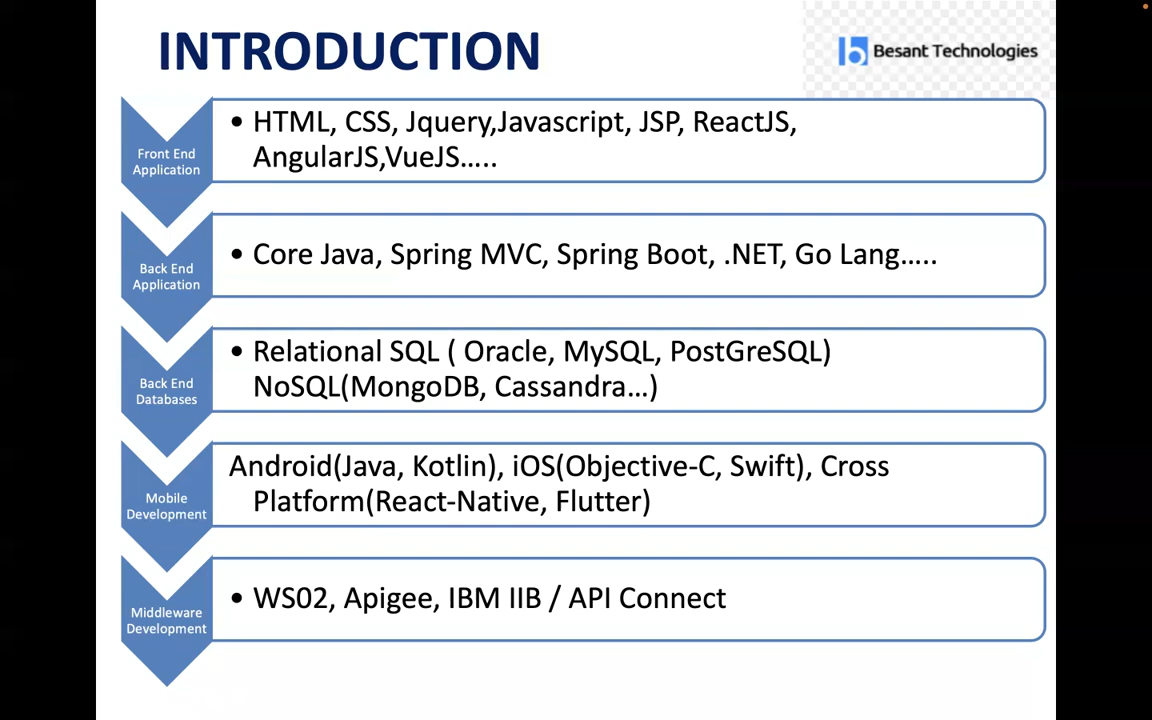 INTRODUCTION
Besant Technologies
Front End
Application
• HTML, CSS, Jquery,Javascript, JSP, ReactJS,
AngularJS,VueJS…..
Back End
Application
• Core Java, Spring MVC, Spring Boot, .NET, Go Lang…..
Back End
Databases
• Relational SQL ( Oracle, MySQL, PostGreSQL)
NoSQL(MongoDB, Cassandra…)
Mobile
Development
Android(Java, Kotlin), iOS(Objective-C, Swift), Cross
Platform(React-Native, Flutter)
Middleware
Development
• WS02, Apigee, IBM IIB / API Connect